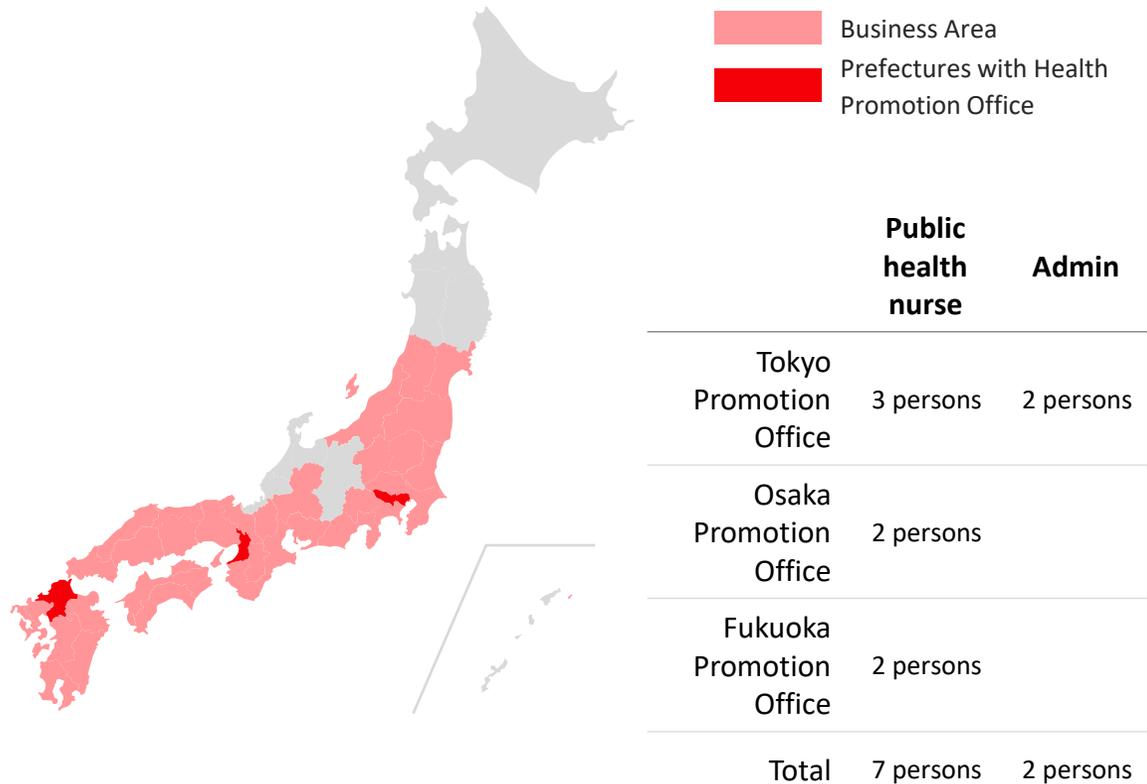 Business Area
Prefectures with Health
Promotion Office
Public
health
nurse
Admin
Tokyo
Promotion
Office
3 persons
2 persons
Osaka
Promotion
Office
2 persons
Fukuoka
Promotion
Office
2 persons
Total
7 persons
2 persons